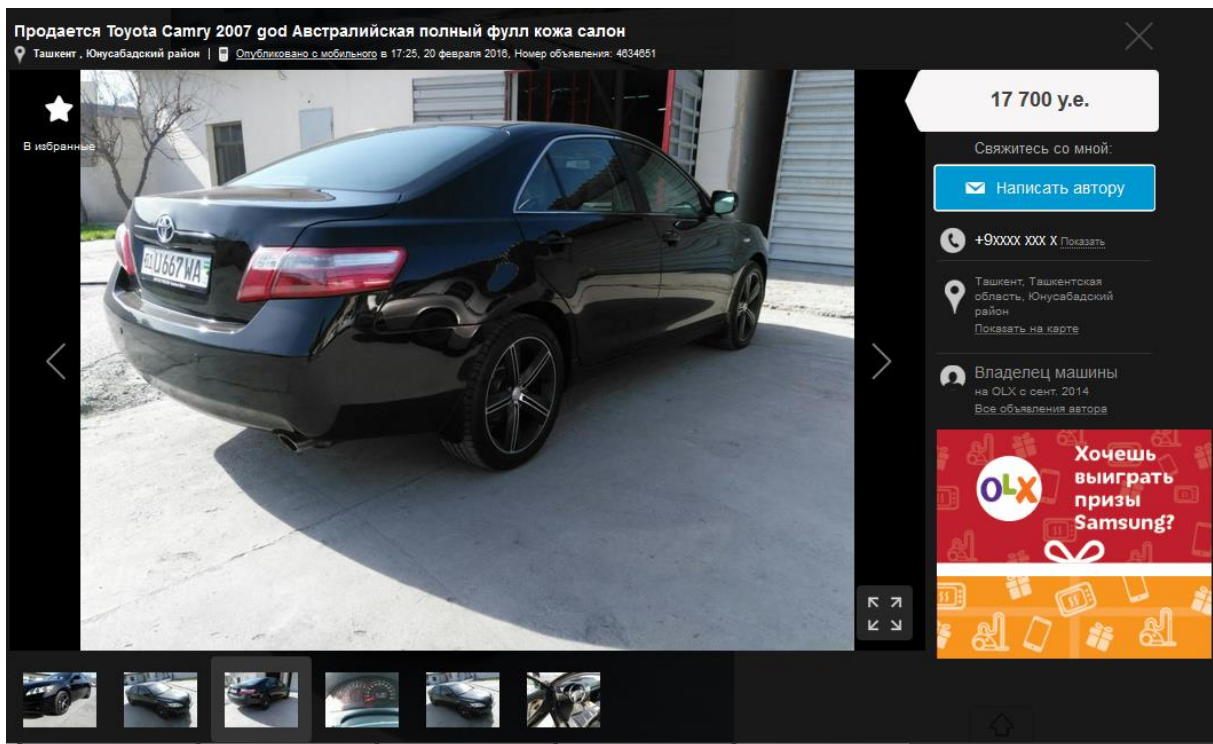 Продается Toyota Camry 2007 god Австралийская полный фулл кожа салон
Ташкент , Юнусабадский район | Опубликовано с мобильного в 17:25, 20 февраля 2016, Номер объявления: 4634651
В избранные
U667WA
17 700 у.е.
Свяжитесь со мной:
Написать автору
+9xxxx xxx x Показать
Ташкент, Ташкентская
область, Юнусабадский
район
Показать на карте
Владелец машины
на OLX с сент. 2014
Все объявления автора
OLX
Хочешь
выиграть
призы
Samsung?